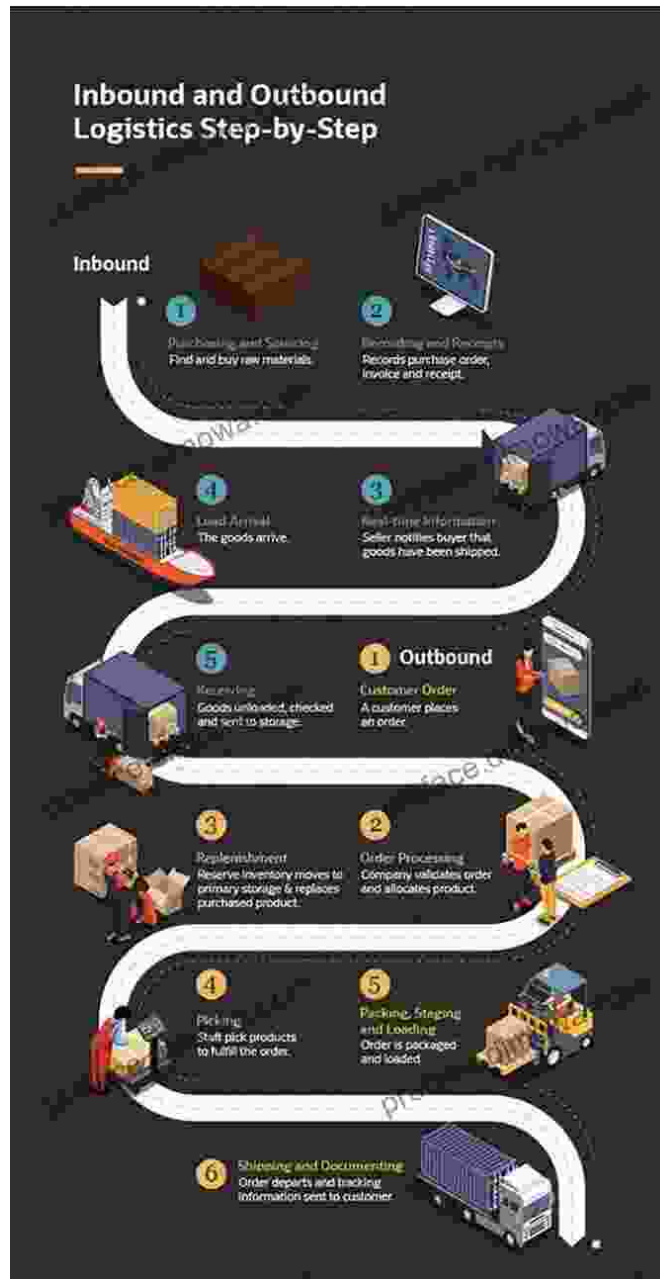 Inbound and Outbound
Logistics Step-by-Step
Inbound
1
Purchasing and Sourcing
Find and buy raw materials.
2
Recording and Receipts
Records purchase order,
invoice and receipt.
3
Real-time Information
Seller notifies buyer that
goods have been shipped.
4
Load Arrival
The goods arrive.
5
Receiving
Goods unloaded, checked
and sent to storage.
1 Outbound
Customer Order
A customer places
an order.
2
Order Processing
Company validates order
and allocates product.
3
Replenishment
Reserve inventory moves to
primary storage & replaces
purchased product.
4
Picking
Staff pick products
to fulfill the order.
5
Packing, Staging
and Loading
Order is packaged
and loaded
6
Shipping and Documenting
Order departs and tracking
information sent to customer.